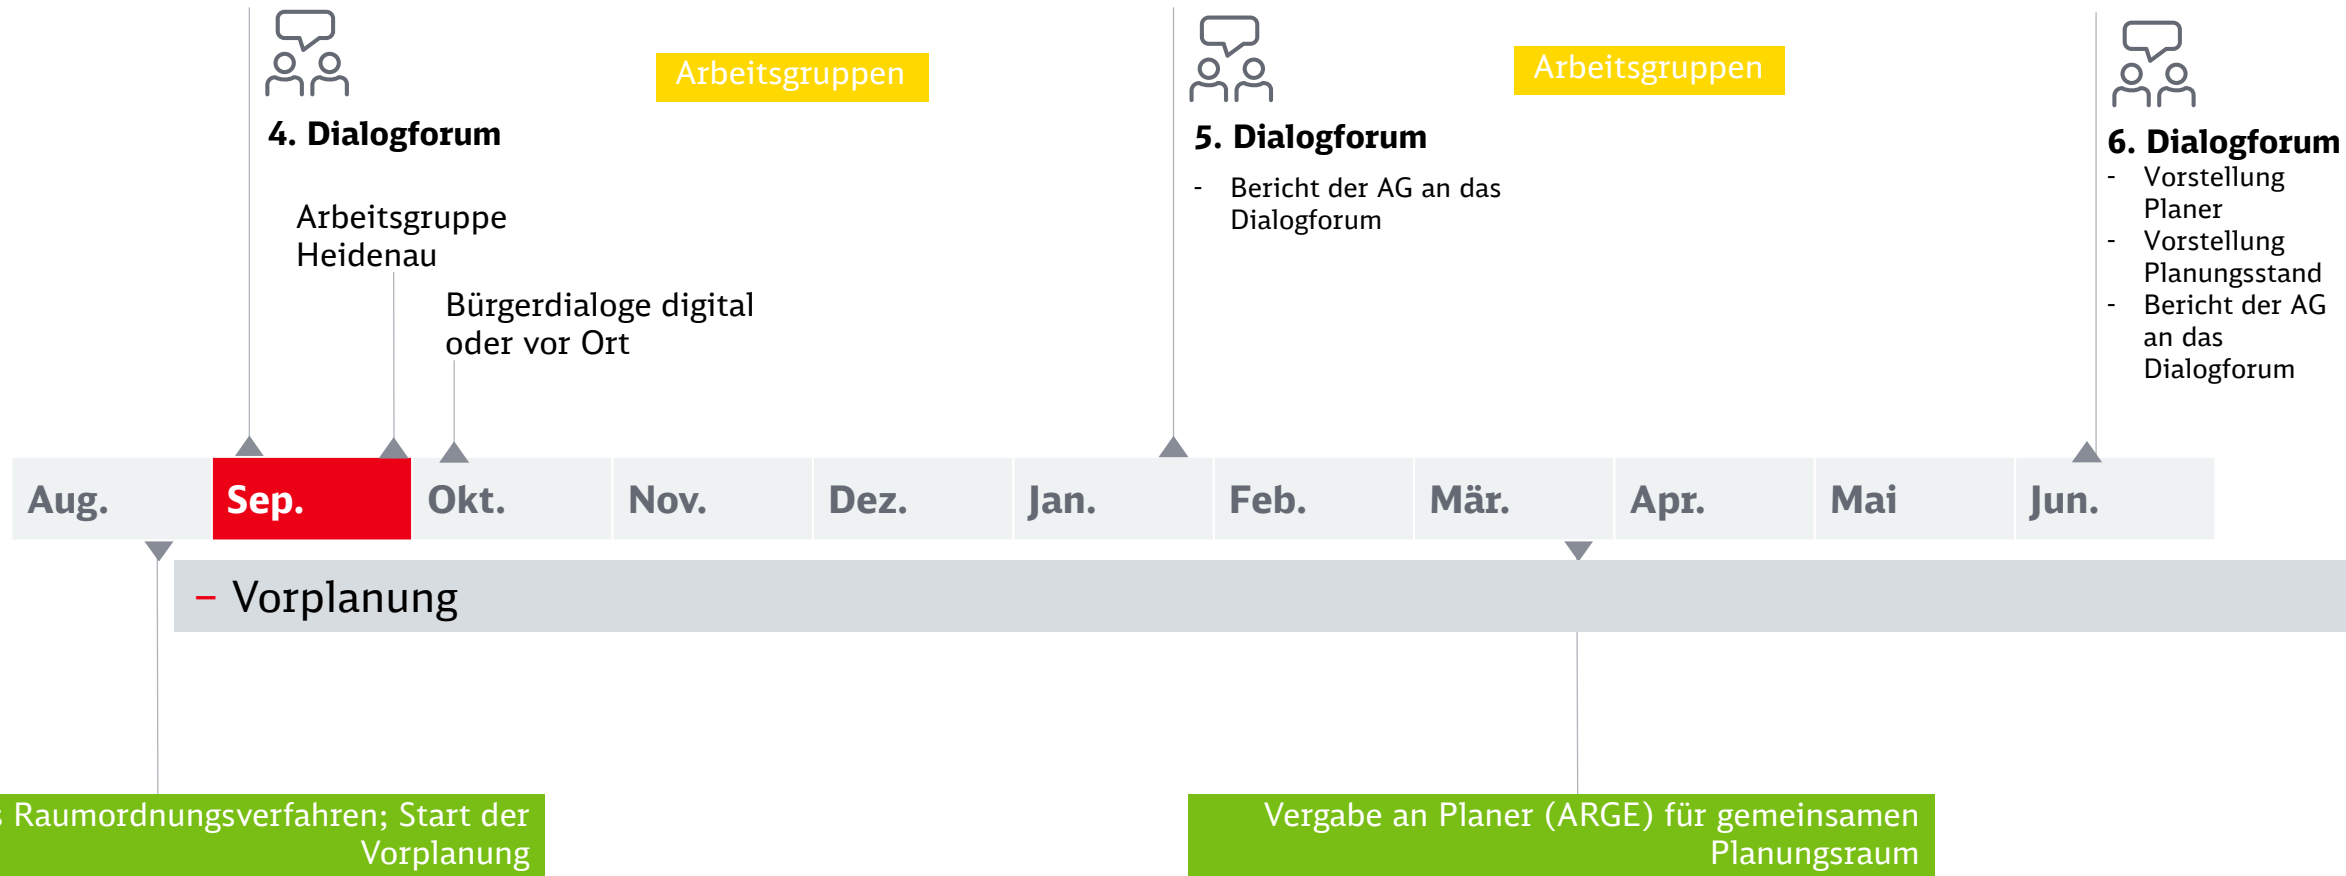 Arbeitsgruppen
Arbeitsgruppen
4. Dialogforum
5. Dialogforum
6. Dialogforum
- Bericht der AG an das
Dialogforum
- Vorstellung
Planer
- Vorstellung
Planungsstand
- Bericht der AG
an das
Dialogforum
Arbeitsgruppe
Heidenau
Bürgerdialoge digital
oder vor Ort
Aug. Sep. Okt. Nov. Dez. Jan. Feb. Mär. Apr. Mai Jun.
– Vorplanung
Raumordnungsverfahren; Start der
Vorplanung
Vergabe an Planer (ARGE) für gemeinsamen
Planungsraum